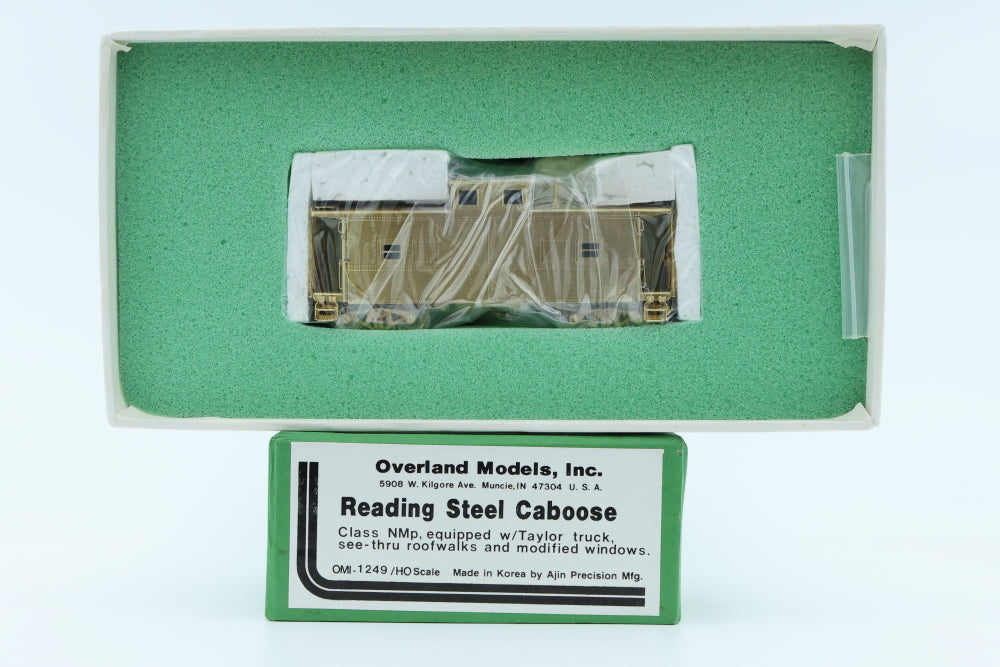 Overland Models, Inc.
5908 W. Kilgore Ave. Muncie, IN 47304 U. S. A.
Reading Steel Caboose
Class NMp, equipped w/Taylor truck,
see-thru roofwalks and modified windows.
OMI-1249 /HO Scale Made in Korea by Ajin Precision Mfg.